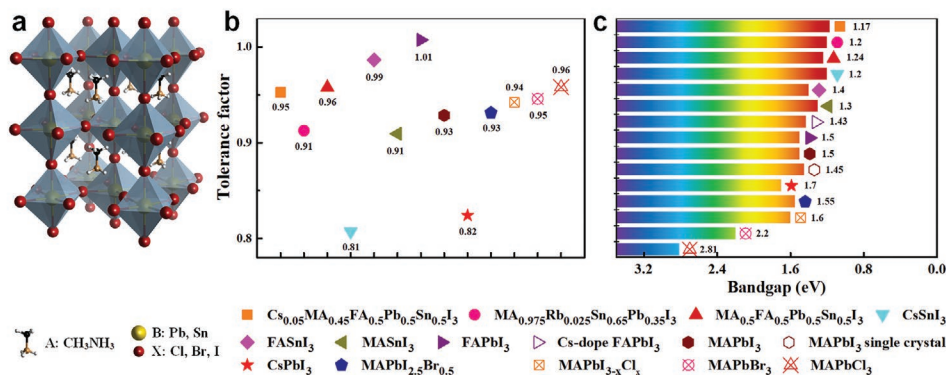 a
A: CH₃NH₃
B: Pb, Sn
X: Cl, Br, I
b
Tolerance factor
1.0
0.9
0.8
0.95
0.91
0.96
0.81
0.99
0.91
1.01
0.93
0.82
0.93
0.94
0.95
0.96
c
1.17
1.2
1.24
1.2
1.4
1.3
1.43
1.5
1.5
1.45
1.7
1.55
1.6
2.2
2.81
3.2 2.4 1.6 0.8 0.0
Bandgap (eV)
Cs₀.₀₅MA₀.₄₅FA₀.₅Pb₀.₅Sn₀.₅I₃ MA₀.₉₇₅Rb₀.₀₂₅Sn₀.₆₅Pb₀.₃₅I₃ MA₀.₅FA₀.₅Pb₀.₅Sn₀.₅I₃ CsSnI₃
FASnI₃ MASnI₃ FAPbI₃ Cs-dope FAPbI₃ MAPbI₃ MAPbI₃ single crystal
CsPbI₃ MAPbI₂.₅Br₀.₅ MAPbI₃₋ₓClₓ MAPbBr₃ MAPbCl₃